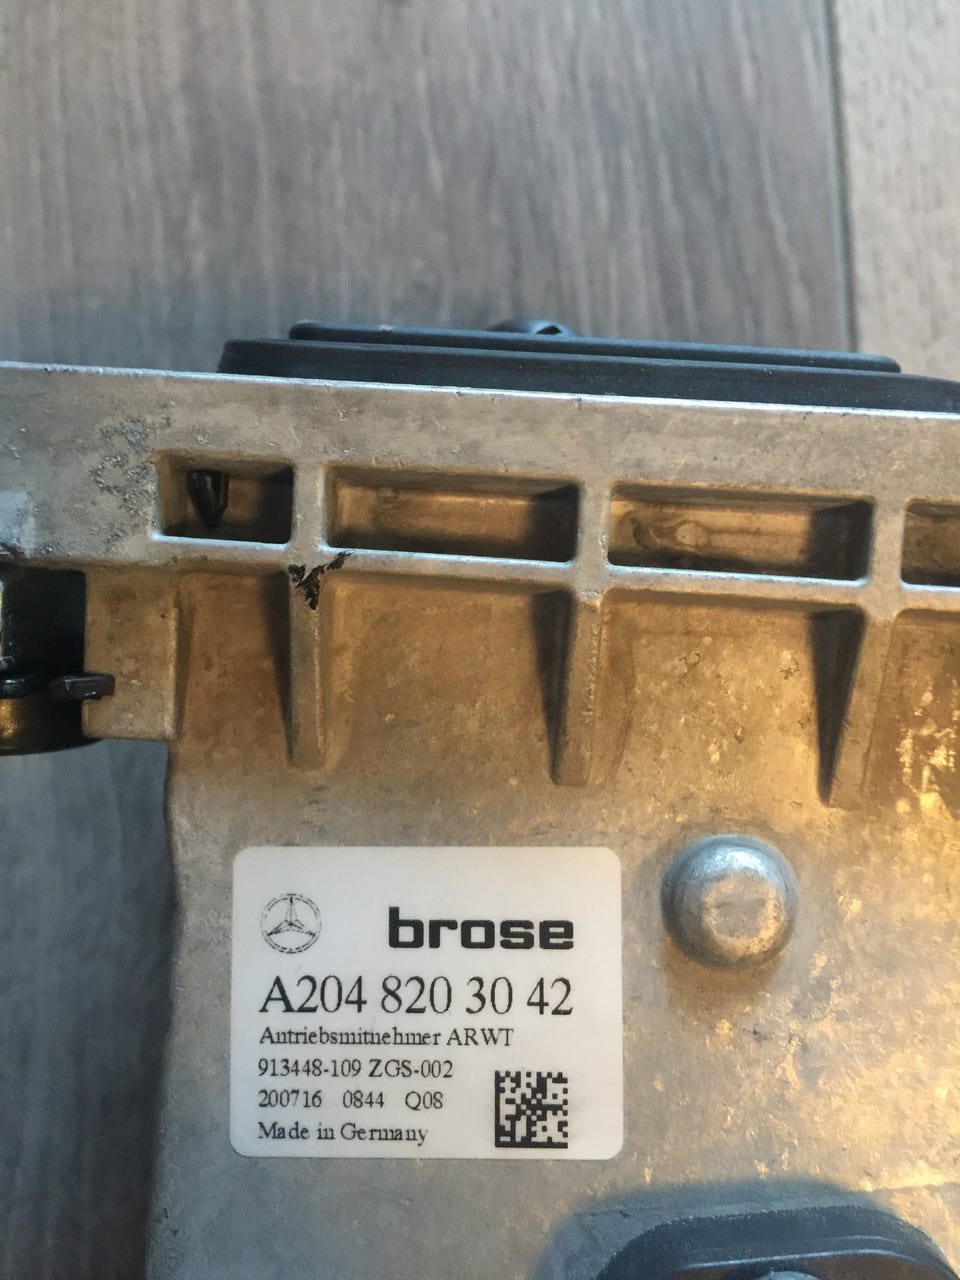 brose
A204 820 30 42
Antriebsmitnehmer ARWT
913448-109 ZGS-002
200716 0844 Q08
Made in Germany